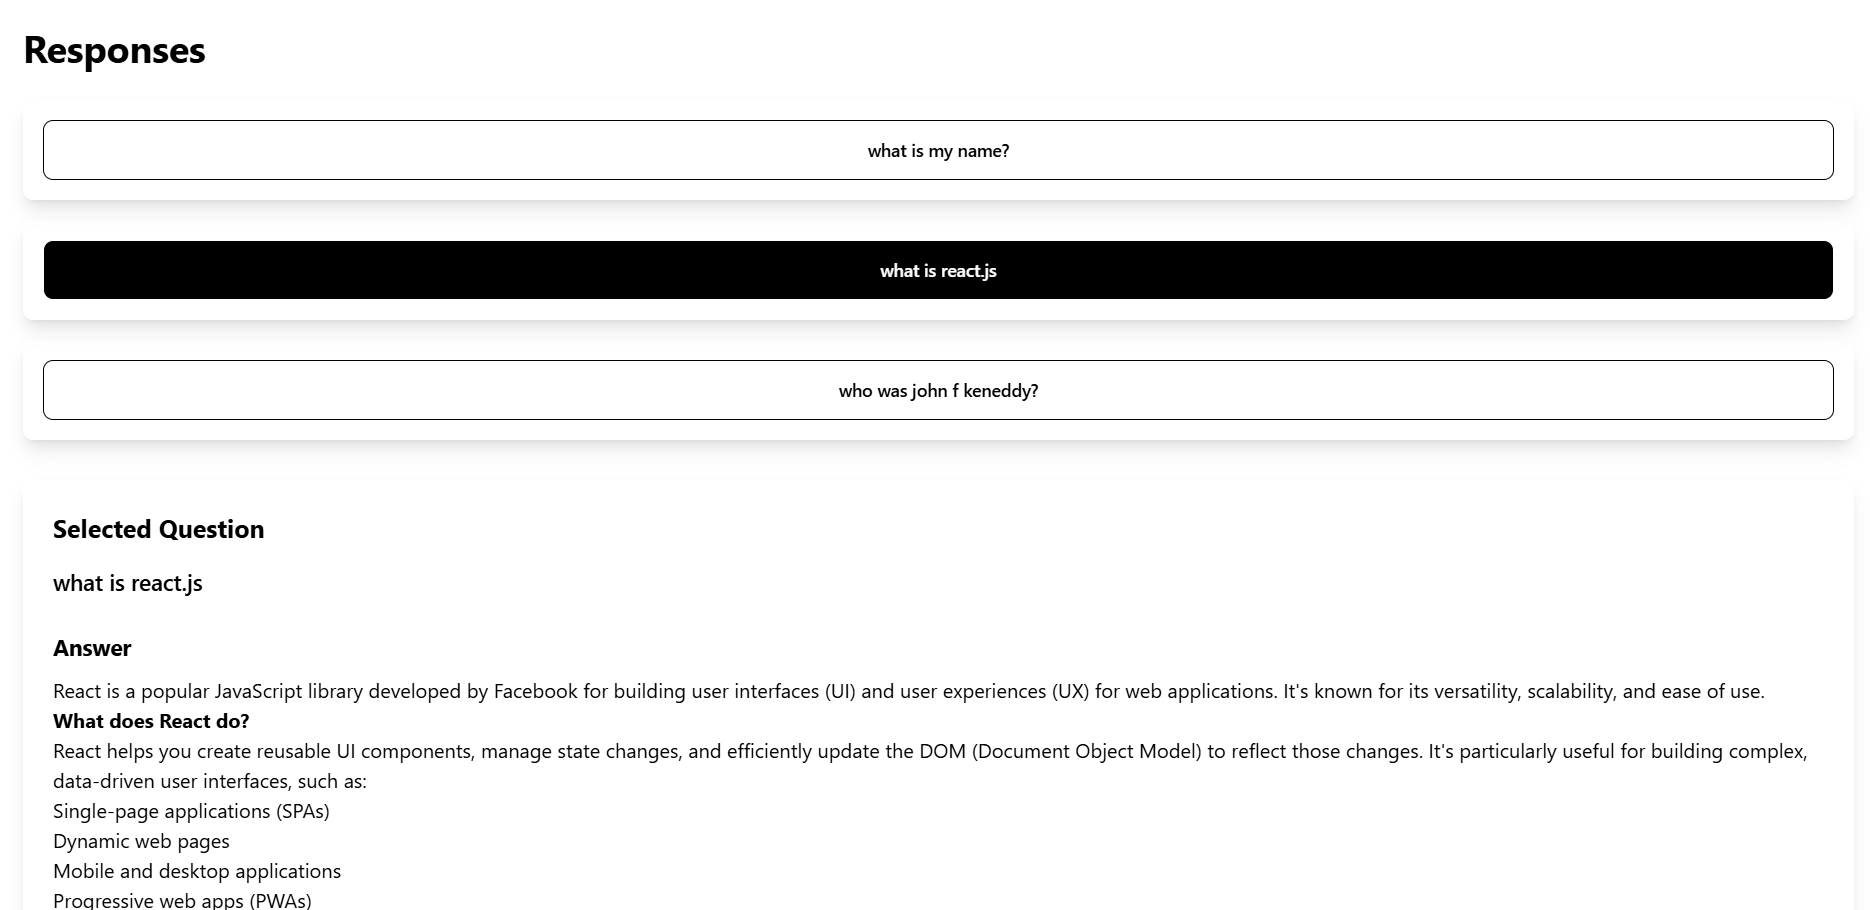 Responses
what is my name?
what is react.js
who was john f keneddy?
Selected Question
what is react.js
Answer
React is a popular JavaScript library developed by Facebook for building user interfaces (UI) and user experiences (UX) for web applications. It's known for its versatility, scalability, and ease of use.
What does React do?
React helps you create reusable UI components, manage state changes, and efficiently update the DOM (Document Object Model) to reflect those changes. It's particularly useful for building complex,
data-driven user interfaces, such as:
Single-page applications (SPAs)
Dynamic web pages
Mobile and desktop applications
Progressive web apps (PWAs)